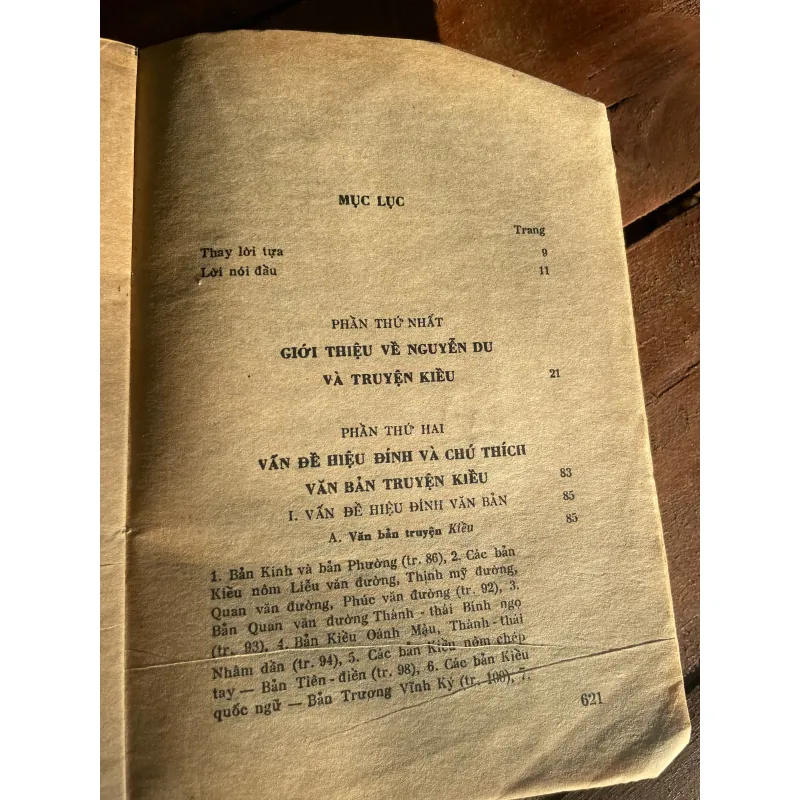 MỤC LỤC
Trang
Thay lời tựa 9
Lời nói đầu 11
PHẦN THỨ NHẤT
GIỚI THIỆU VỀ NGUYỄN DU
VÀ TRUYỆN KIỀU 21
PHẦN THỨ HAI
VẤN ĐỀ HIỆU ĐÍNH VÀ CHÚ THÍCH
VĂN BẢN TRUYỆN KIỀU 83
I. VẤN ĐỀ HIỆU ĐÍNH VĂN BẢN 85
A. Văn bản truyện Kiều 85
1. Bản Kinh và bản Phường (tr. 86), 2. Các bản
Kiều nôm Liễu văn đường, Thịnh mỹ đường,
Quan văn đường, Phúc văn đường (tr. 92), 3.
Bản Quan văn đường Thành - thái Bính ngọ
(tr. 93), 4. Bản Kiều Oánh Mậu, Thành - thái
Nhâm dần (tr. 94), 5. Các bản Kiều nôm chép
tay — Bản Tiên - điền (tr. 98), 6. Các bản Kiều
quốc ngữ — Bản Trương Vĩnh Ký (tr. 100), 7.
621